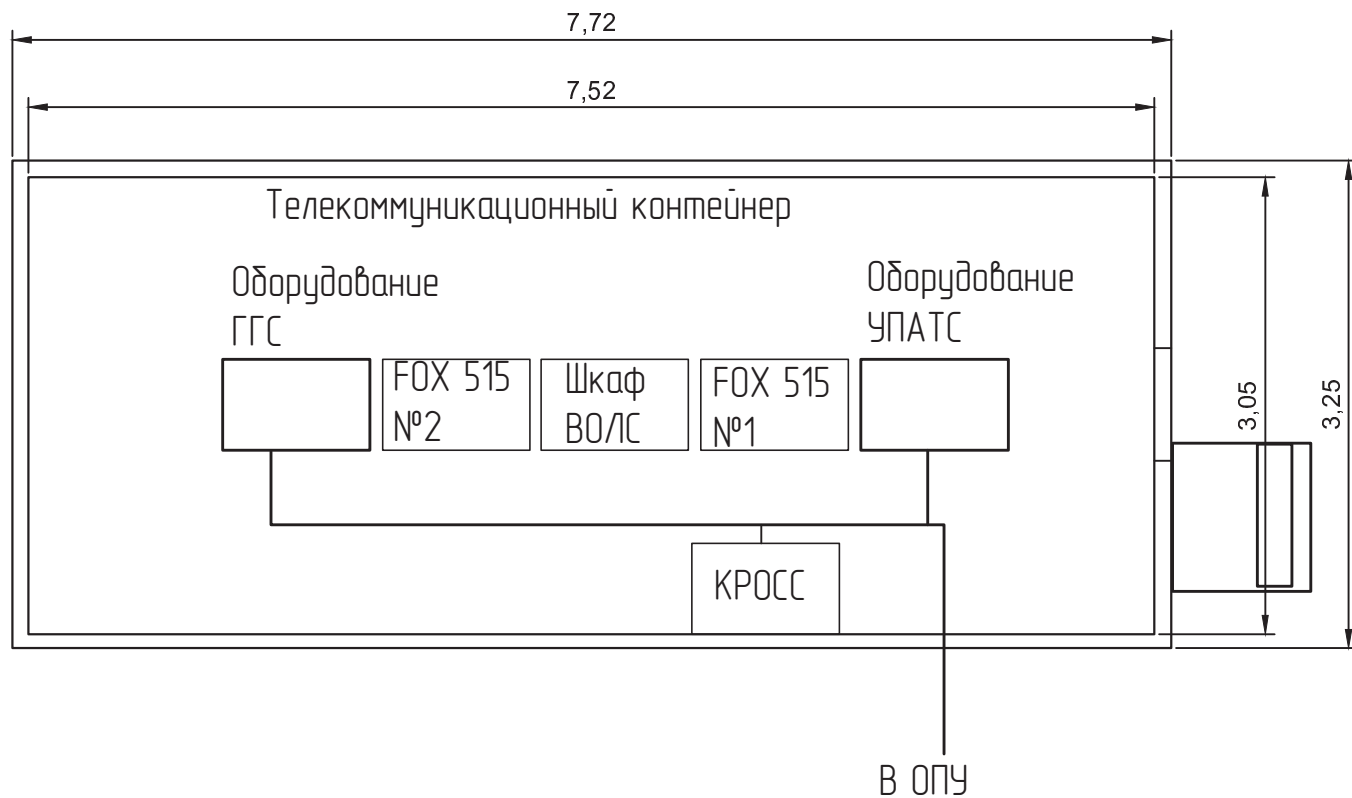 7,72
7,52
Телекоммуникационный контейнер
Оборудование
ГГС
Оборудование
УПАТС
FOX 515
№2
Шкаф
ВОЛС
FOX 515
№1
3,05
3,25
КРОСС
В ОПУ